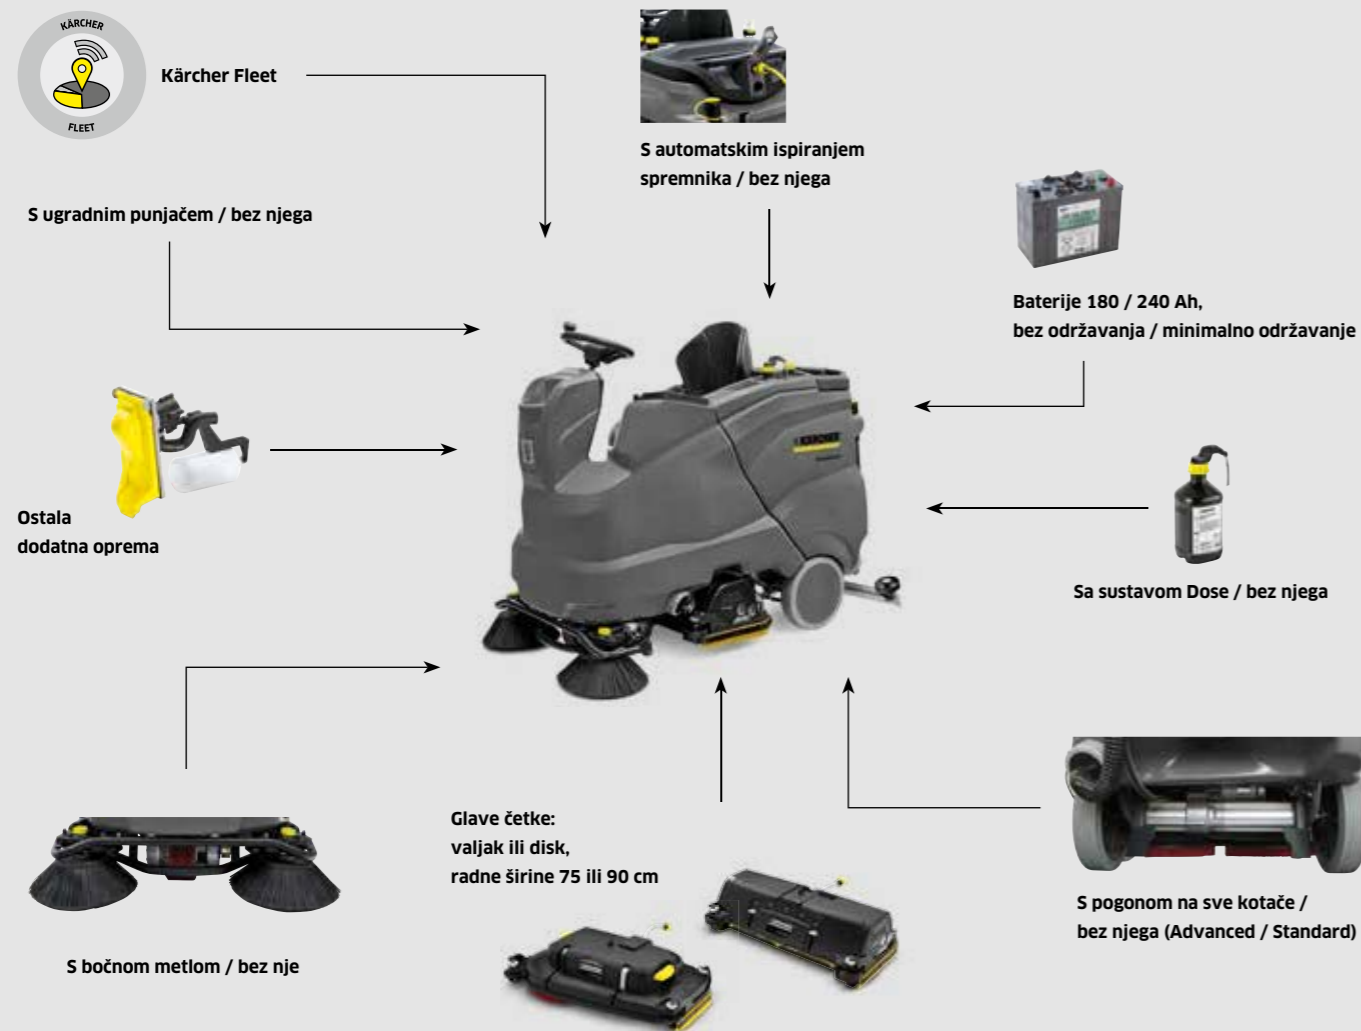 KÄRCHER
FLEET
Kärcher Fleet
S automatskim ispiranjem
spremnika / bez njega
S ugradnim punjačem / bez njega
Baterije 180 / 240 Ah,
bez održavanja / minimalno održavanje
KÄRCHER
Ostala
dodatna oprema
Sa sustavom Dose / bez njega
Glave četke:
valjak ili disk,
radne širine 75 ili 90 cm
S pogonom na sve kotače /
bez njega (Advanced / Standard)
S bočnom metlom / bez nje